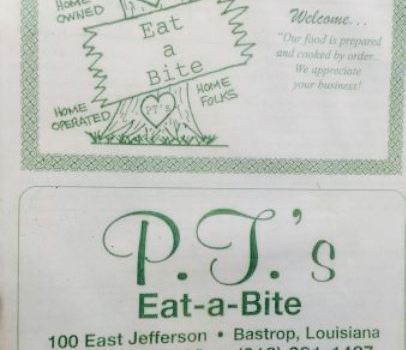 HOME
OWNED
Eat
a
Bite
HOME
OPERATED
HOME
FOLKS
PT's
Welcome...
"Our food is prepared
and cooked by order..
We appreciate
your business!
P.T.'s
Eat-a-Bite
100 East Jefferson • Bastrop, Louisiana